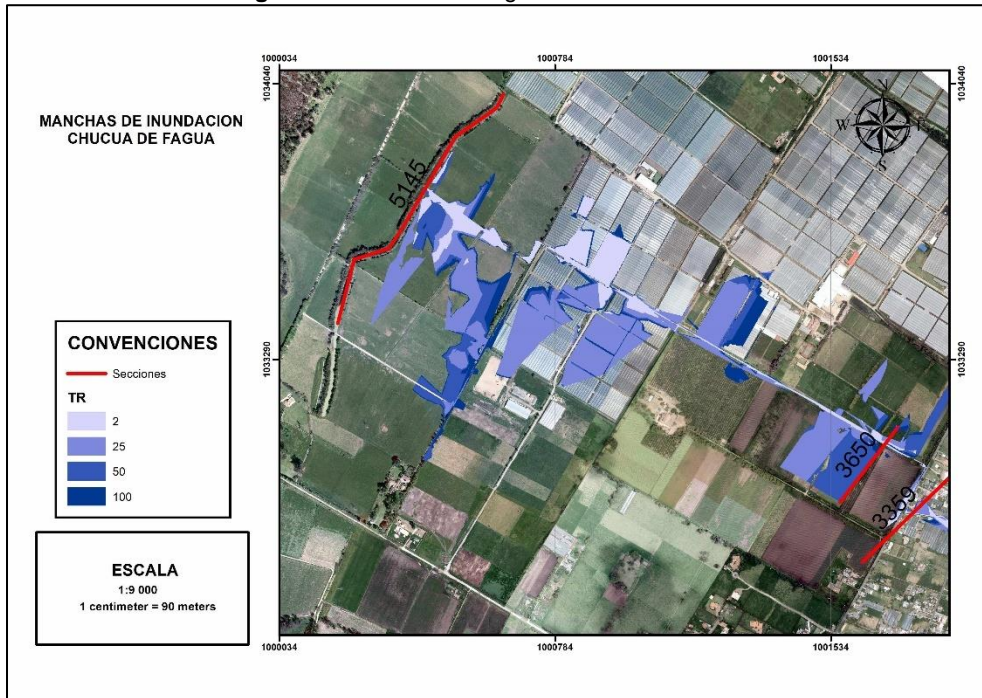 1000034
1000784
1001534
1034040
1034040
MANCHAS DE INUNDACION
CHUCUA DE FAGUA
W
S
5145
1033290
1033290
CONVENCIONES
Secciones
TR
2
25
50
100
3650
3359
ESCALA
1:9 000
1 centimeter = 90 meters
1000034
1000784
1001534